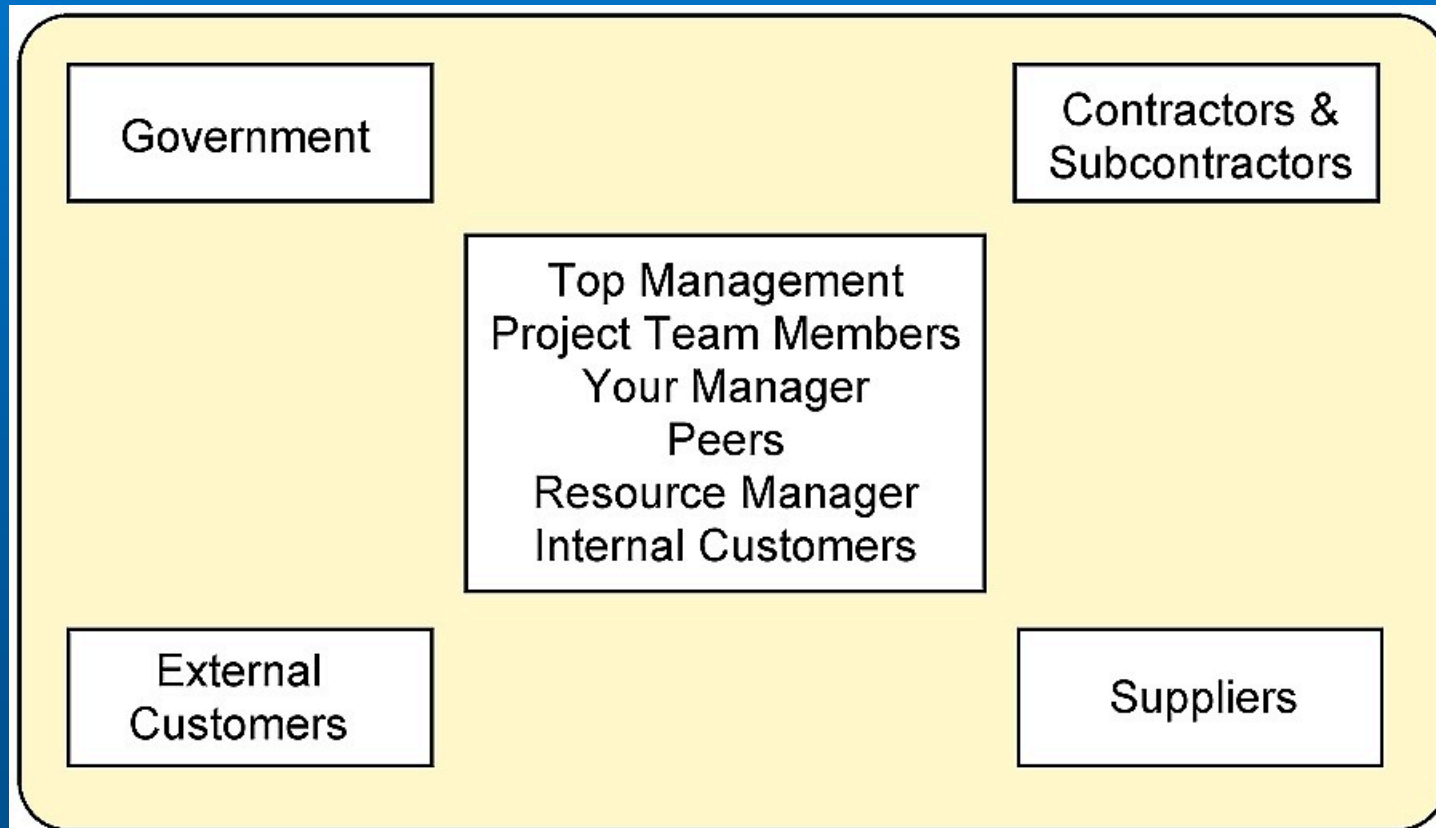 Government
Contractors &
Subcontractors
Top Management
Project Team Members
Your Manager
Peers
Resource Manager
Internal Customers
External
Customers
Suppliers